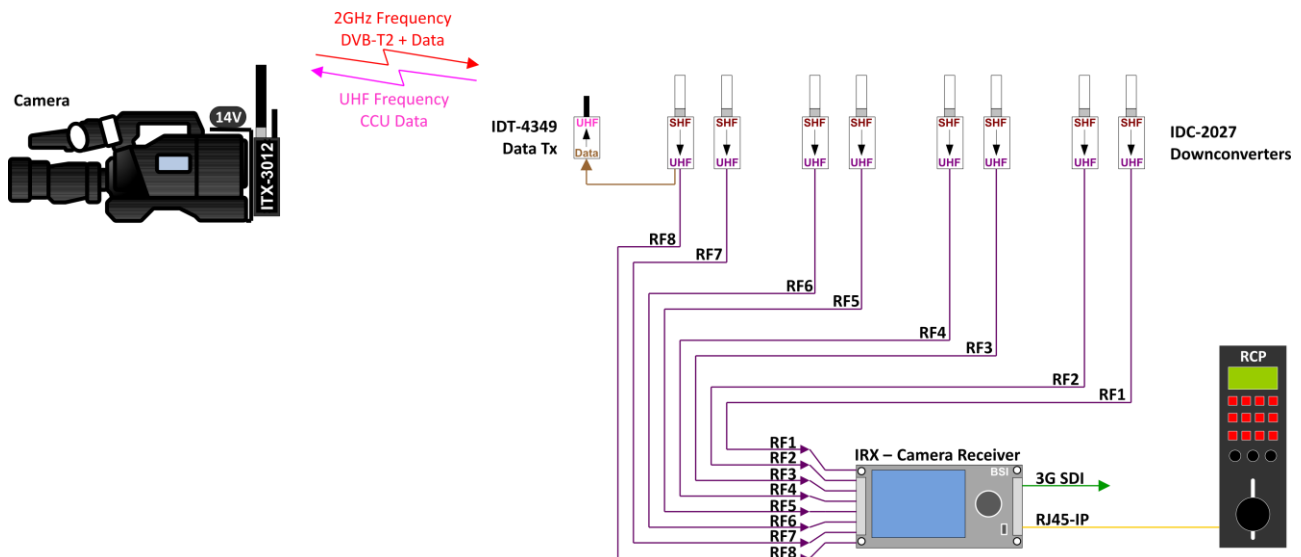 2GHz Frequency
DVB-T2 + Data
UHF Frequency
CCU Data
Camera
14V
ITX-3012
IDT-4349
Data Tx
UHF
Data
SHF
UHF
SHF
UHF
SHF
UHF
SHF
UHF
SHF
UHF
SHF
UHF
SHF
UHF
SHF
UHF
IDC-2027
Downconverters
RF8
RF7
RF6
RF5
RF4
RF3
RF2
RF1
RCP
RF1
RF2
RF3
RF4
RF5
RF6
RF7
RF8
IRX – Camera Receiver
BSI
3G SDI
RJ45-IP